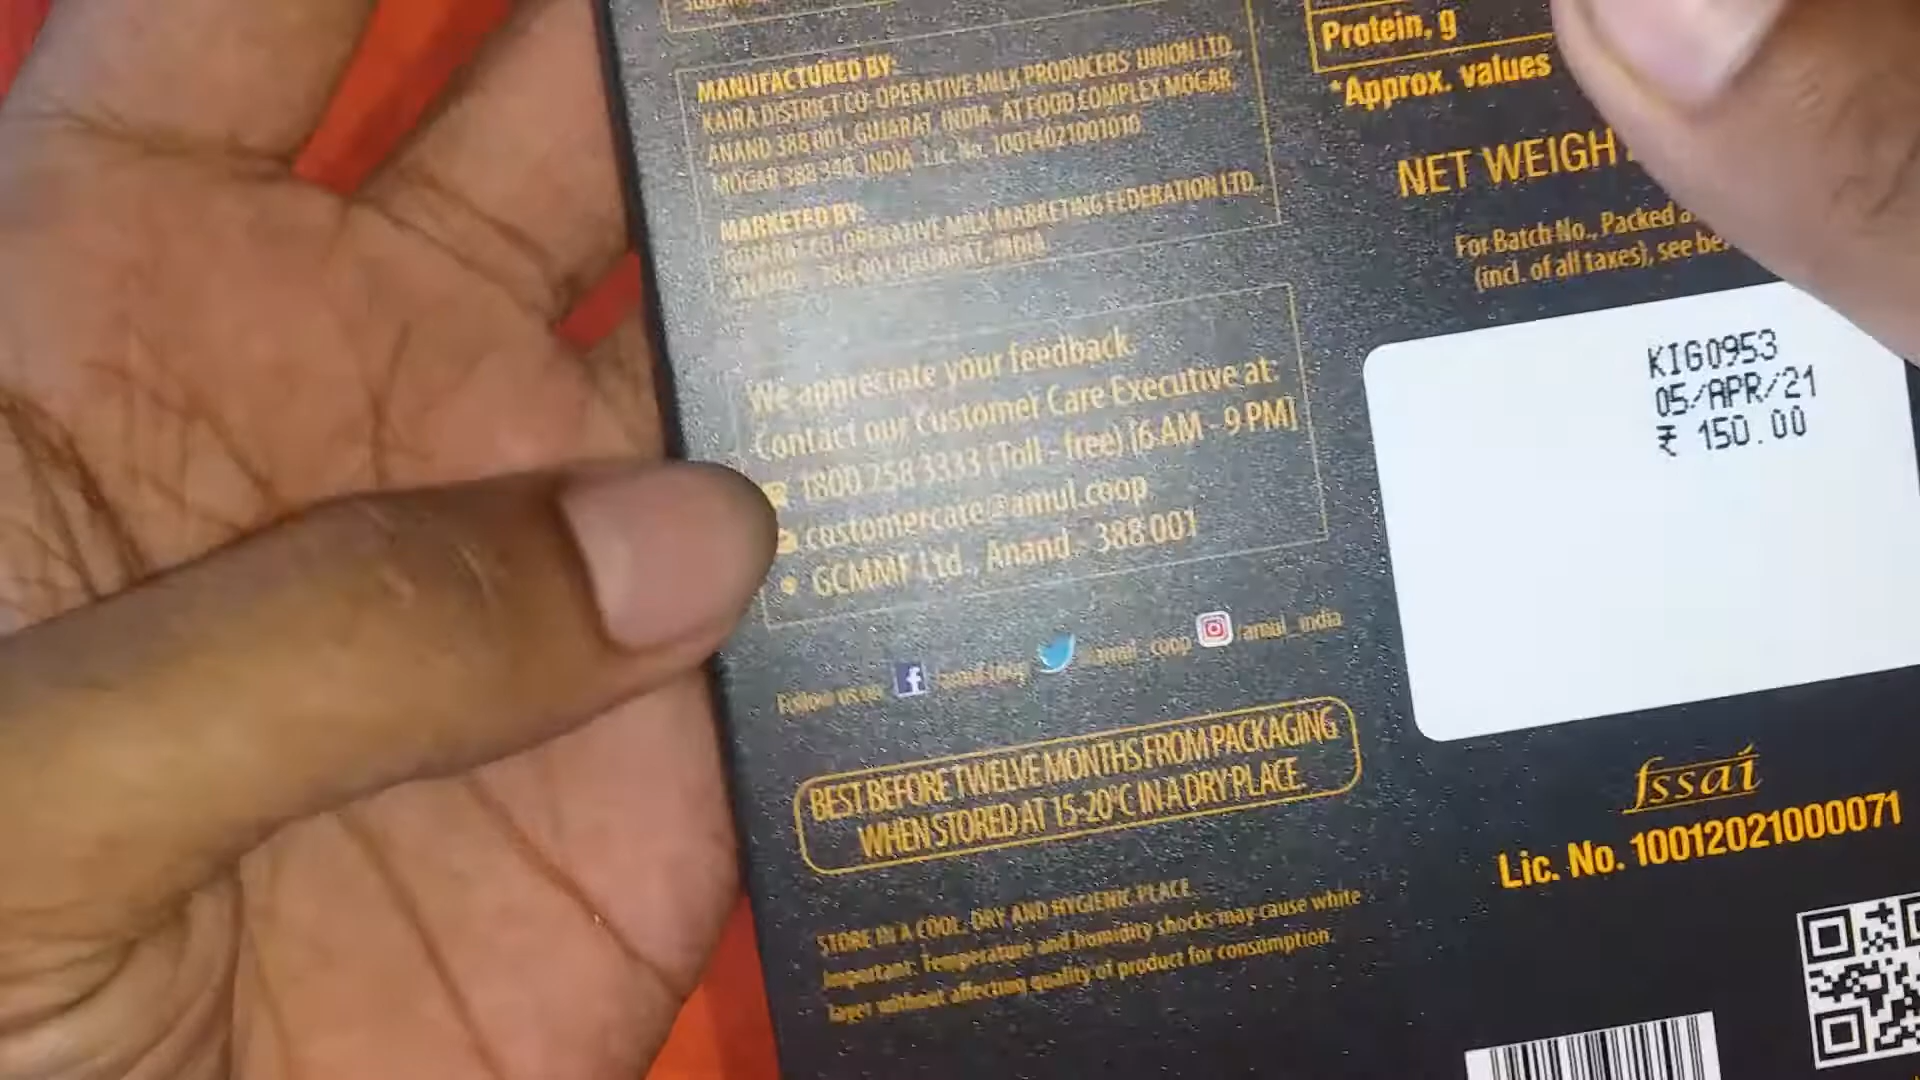 MANUFACTURED BY:
KAIRA DISTRICT CO-OPERATIVE MILK PRODUCERS' UNION LTD.,
ANAND 388 001, GUJARAT, INDIA. AT FOOD COMPLEX MOGAR,
MOGAR 388 340, INDIA. Lic. No. 10014021001010
MARKETED BY:
GUJARAT CO-OPERATIVE MILK MARKETING FEDERATION LTD.,
GUJARAT, INDIA
We appreciate your feedback.
Contact our Customer Care Executive at:
1800 258 3333 (Toll - free) [6 AM - 9 PM]
customercare@amul.coop
GCMMF Ltd., Anand - 388 001
Follow us on: /amul.coop @amul_coop /amul_india
BEST BEFORE TWELVE MONTHS FROM PACKAGING
WHEN STORED AT 15-20°C IN A DRY PLACE.
STORE IN A COOL, DRY AND HYGIENIC PLACE.
Important: Temperature and humidity shocks may cause white
layer without affecting quality of product for consumption.
Protein, g
*Approx. values
NET WEIGH
For Batch No., Packed
(incl. of all taxes), see
KIG0953
05/APR/21
₹ 150.00
fssai
Lic. No. 10012021000071